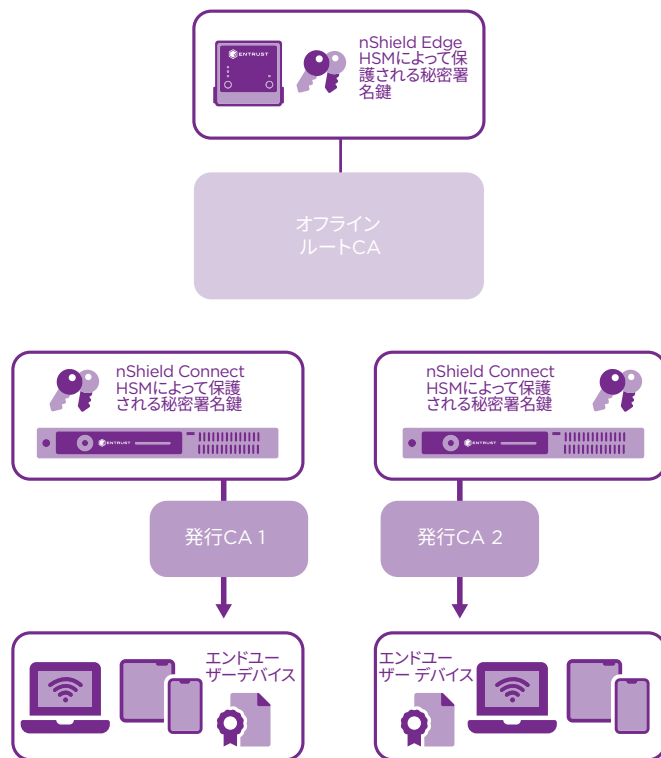 ENTRUST
nShield Edge
HSMによって保
護される秘密署
名鍵
オフライン
ルートCA
nShield Connect
HSMによって保護
される秘密署名鍵
ENTRUST
nShield Connect
HSMによって保護
される秘密署名鍵
ENTRUST
発行CA 1
発行CA 2
エンドユー
ザーデバイス
エンドユー
ザー デバイス